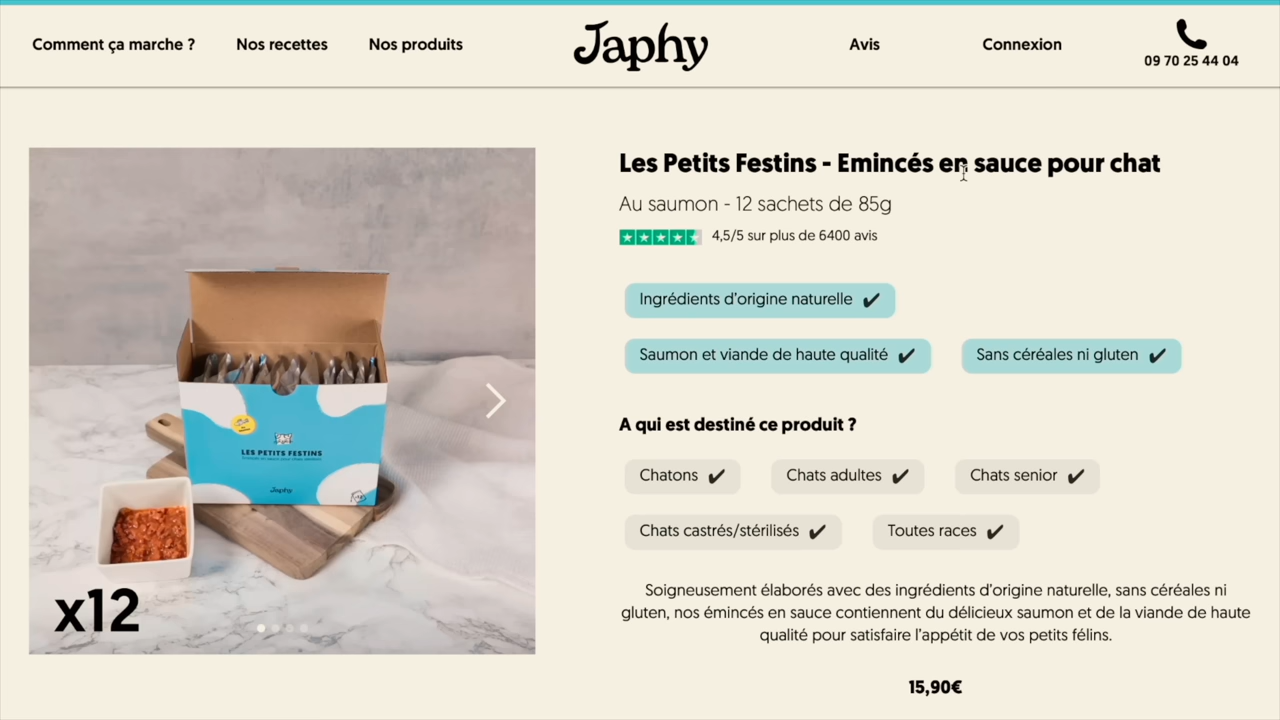 Comment ça marche ?
Nos recettes
Nos produits
Japhy
Avis
Connexion
09 70 25 44 04
Les Petits Festins - Emincés en sauce pour chat
Au saumon - 12 sachets de 85g
4,5/5 sur plus de 6400 avis
Ingrédients d'origine naturelle
Saumon et viande de haute qualité
Sans céréales ni gluten
A qui est destiné ce produit ?
Chatons
Chats adultes
Chats senior
Chats castrés/stérilisés
Toutes races
Soigneusement élaborés avec des ingrédients d'origine naturelle, sans céréales ni
gluten, nos émincés en sauce contiennent du délicieux saumon et de la viande de haute
qualité pour satisfaire l'appétit de vos petits félins.
15,90€
LES PETITS FESTINS
Japhy
x12